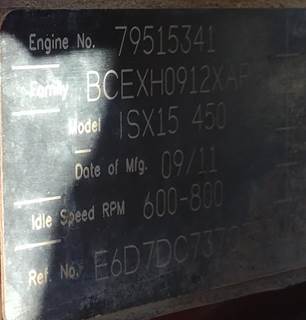 Engine No. 79515341
Family BCEXH0912XAP
Model ISX15 450
Date of Mfg. 09/11
Idle Speed RPM 600-800
Ref. No.